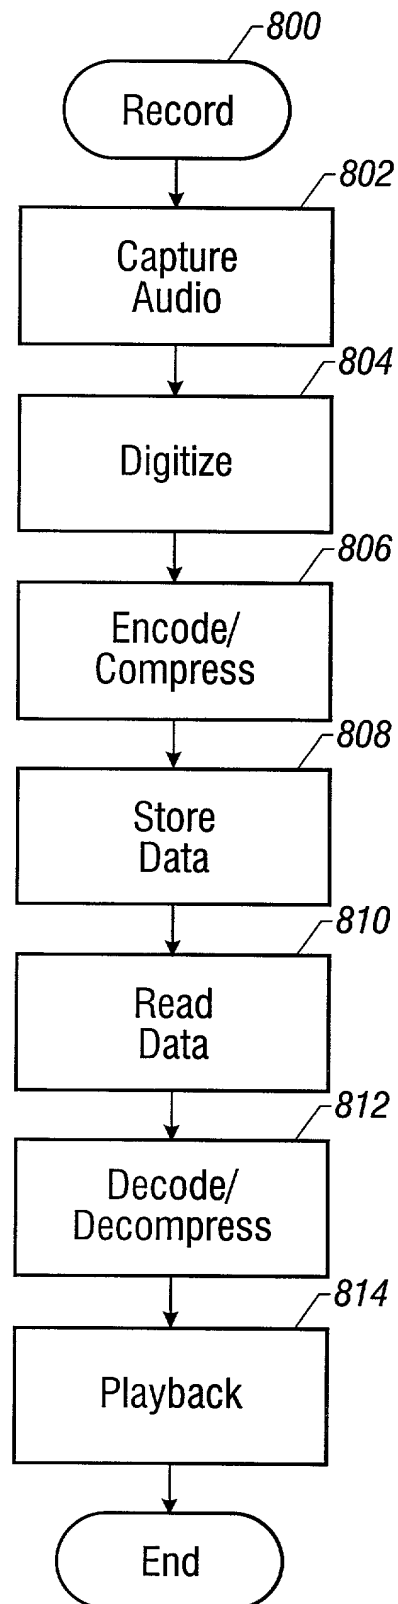 800
Record
802
Capture
Audio
804
Digitize
806
Encode/
Compress
808
Store
Data
810
Read
Data
812
Decode/
Decompress
814
Playback
End